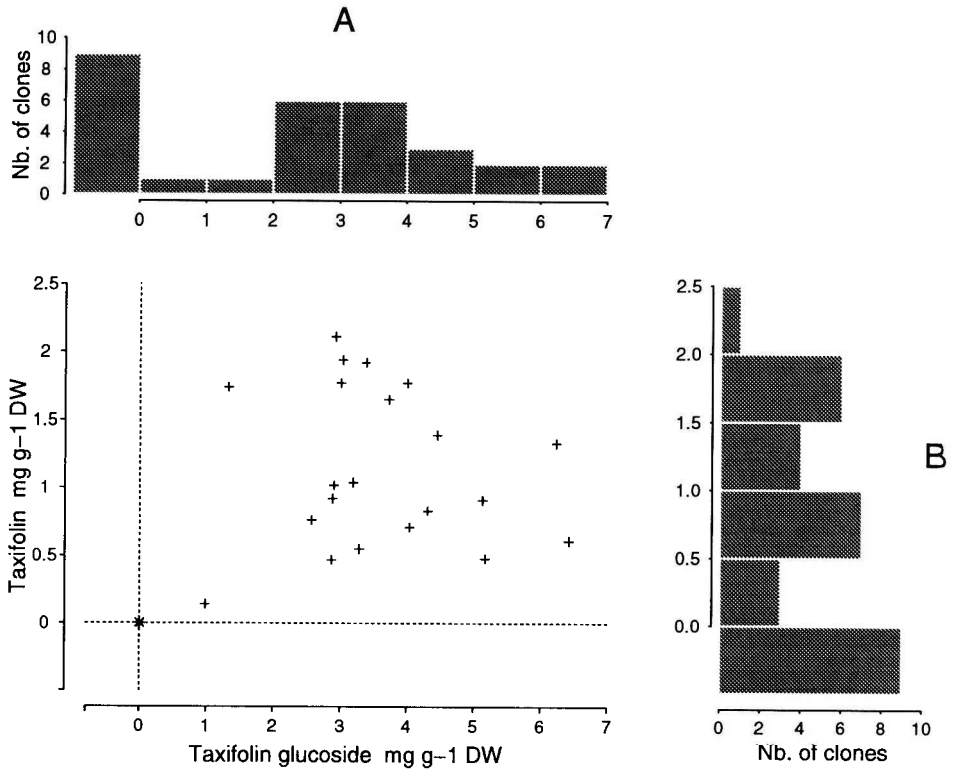 A
Nb. of clones
10
8
6
4
2
0
0 1 2 3 4 5 6 7
Taxifolin mg g−1 DW
2.5
2
1.5
1
0.5
0
0 1 2 3 4 5 6 7
Taxifolin glucoside mg g−1 DW
2.5
2.0
1.5
1.0
0.5
0.0
B
0 2 4 6 8 10
Nb. of clones